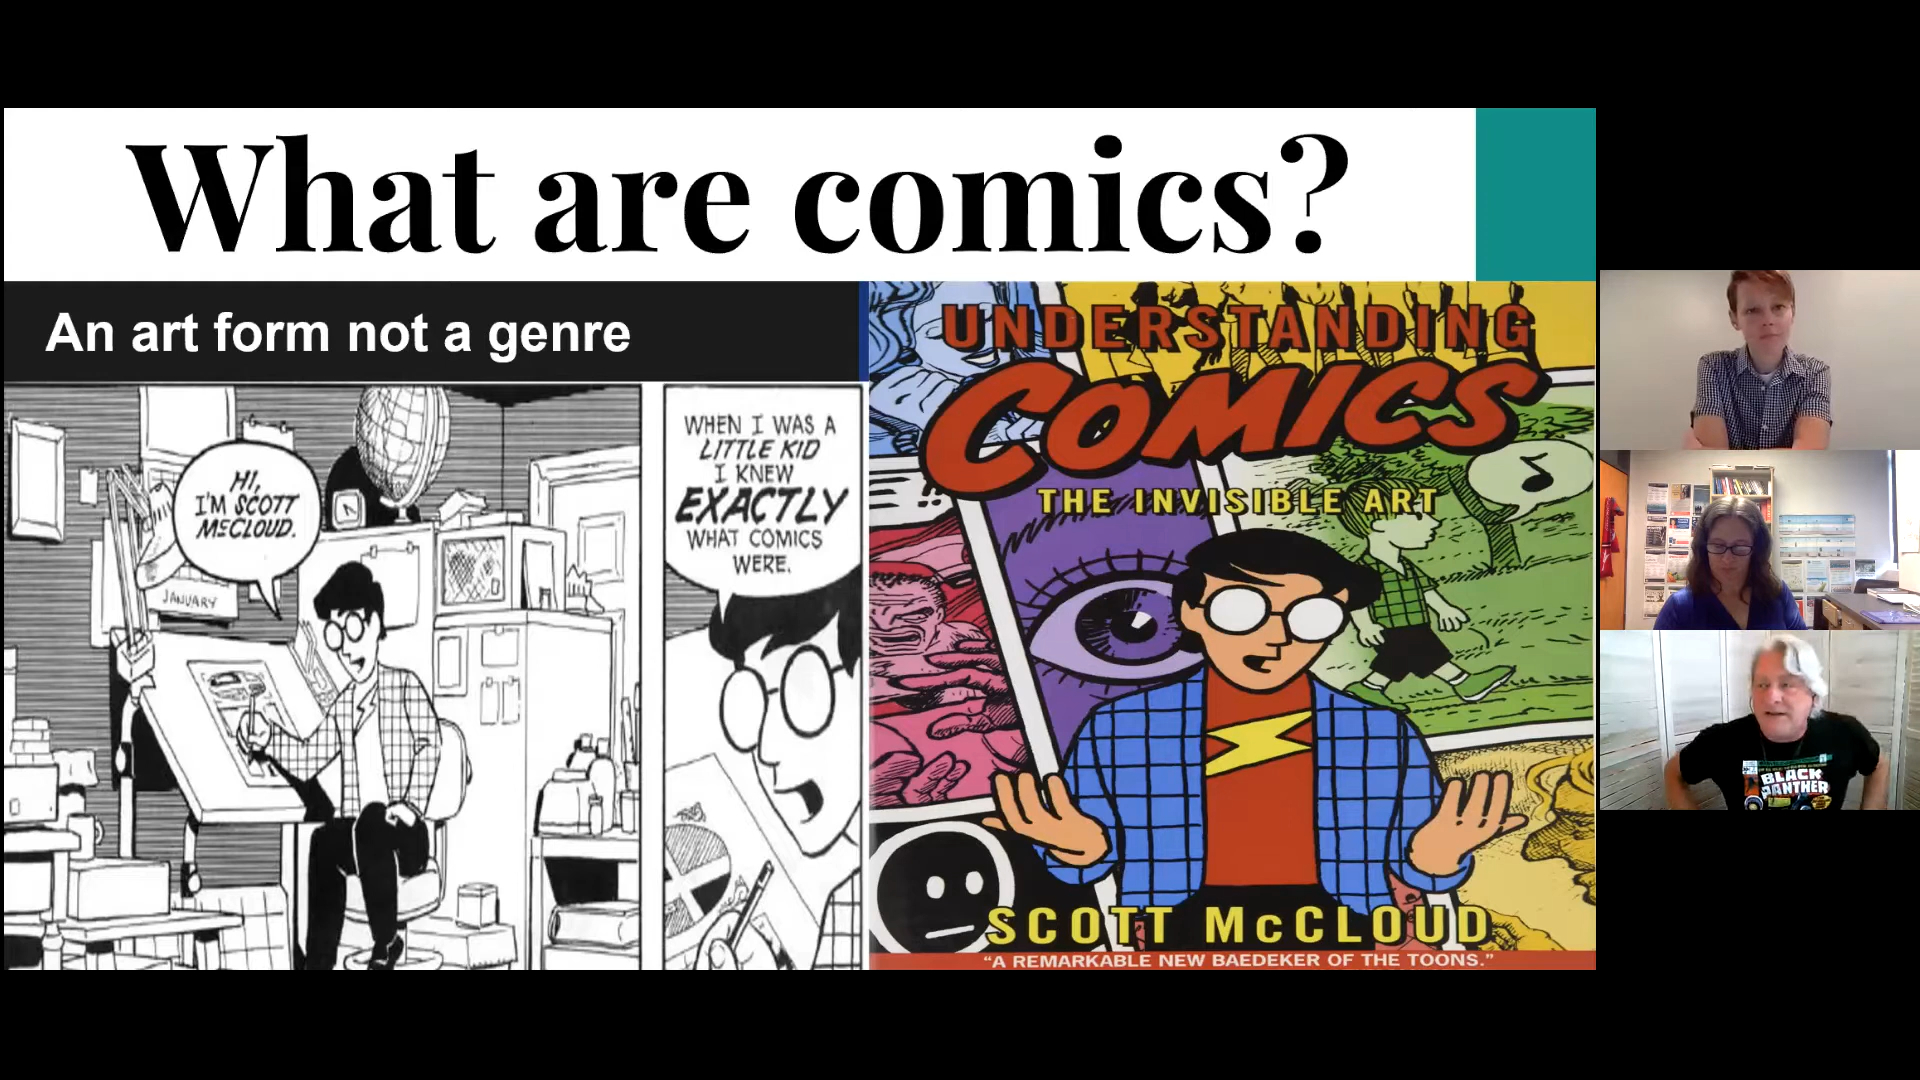 What are comics?
An art form not a genre
HI,
I'M SCOTT
McCLOUD.
JANUARY
WHEN I WAS A
LITTLE KID
I KNEW
EXACTLY
WHAT COMICS
WERE.
UNDERSTANDING
COMICS
THE INVISIBLE ART
SCOTT McCLOUD
"A REMARKABLE NEW BAEDEKER OF THE TOONS."
BLACK
PANTHER